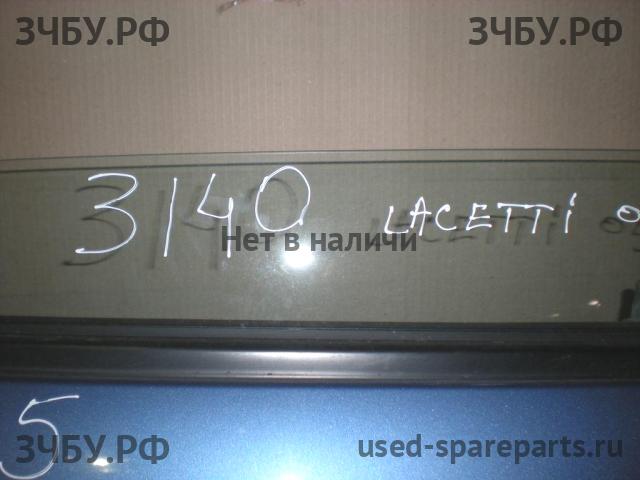 ЗЧБУ.РФ ЗЧБУ.РФ
3140 LACETTI
Нет в наличи
5
ЗЧБУ.РФ used-spareparts.ru